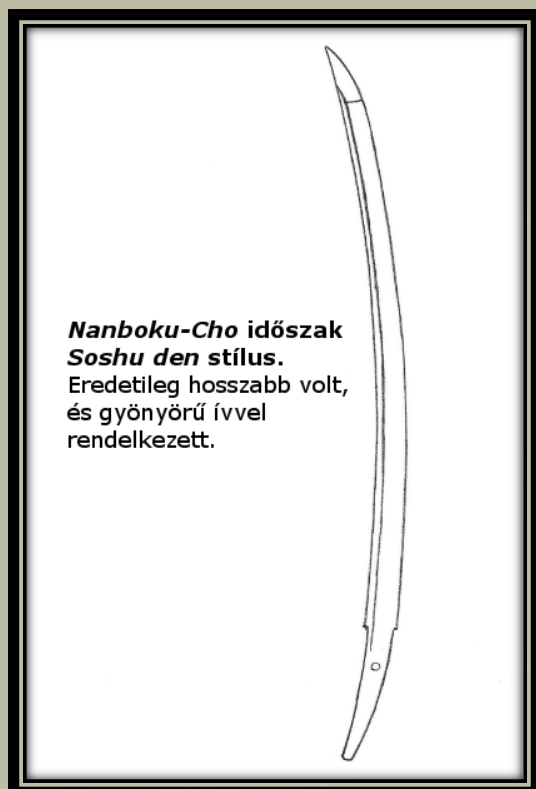 Nanboku-Cho időszak
Soshu den stílus.
Eredetileg hosszabb volt,
és gyönyörű ívvel
rendelkezett.